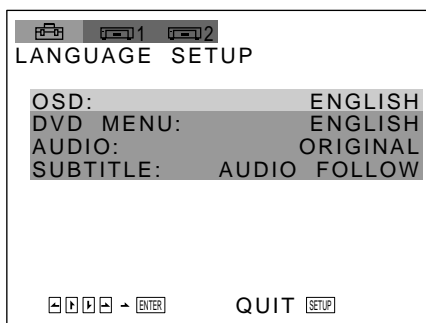 1 2
LANGUAGE SETUP
OSD: ENGLISH
DVD MENU: ENGLISH
AUDIO: ORIGINAL
SUBTITLE: AUDIO FOLLOW
ENTER QUIT SETUP